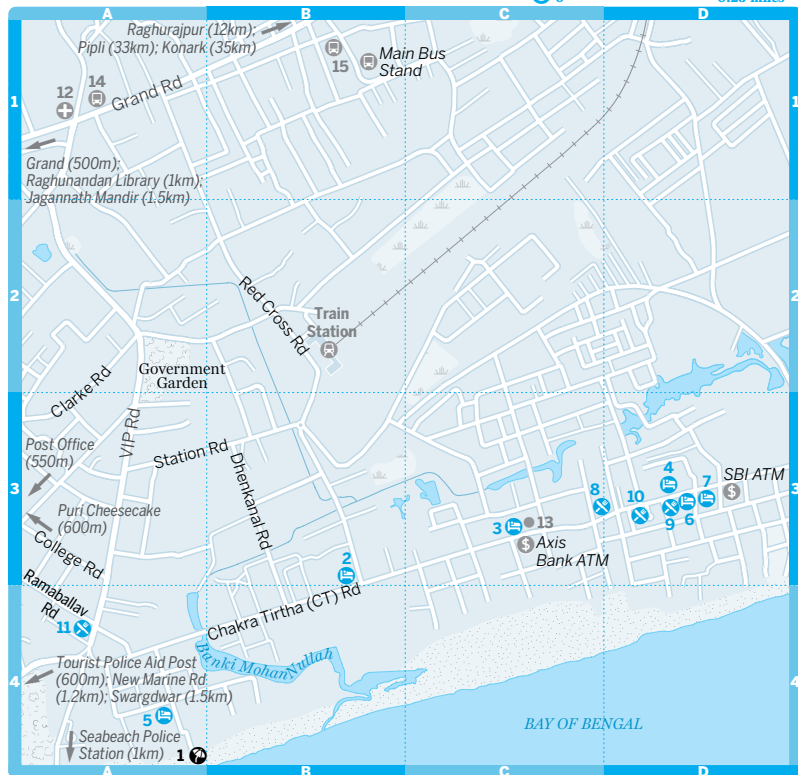 A
B
C
D
Raghurajpur (12km);
Pipli (33km); Konark (35km)
15
Main Bus
Stand
12
14
Grand Rd
1
1
Grand (500m);
Raghunandan Library (1km);
Jagannath Mandir (1.5km)
2
2
Red Cross Rd
Train
Station
Government
Garden
Clarke Rd
VIP Rd
Post Office
(550m)
Station Rd
Dhenkanal Rd
3
3
4
7
SBI ATM
8
10
9
6
Puri Cheesecake
(600m)
3
13
Axis
Bank ATM
College Rd
2
Ramaballav
Rd
Chakra Tirtha (CT) Rd
11
Banki Mohan Nullah
4
4
Tourist Police Aid Post
(600m); New Marine Rd
(1.2km); Swargdwar (1.5km)
5
BAY OF BENGAL
Seabeach Police
Station (1km)
1
A
B
C
D